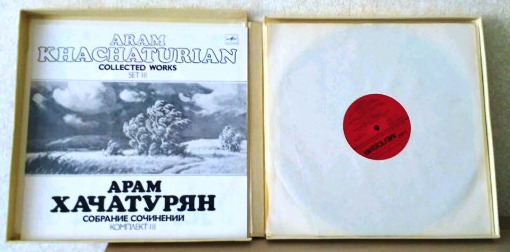 ARAM
KHACHATURIAN
COLLECTED WORKS
SET III
АРАМ
ХАЧАТУРЯН
СОБРАНИЕ СОЧИНЕНИЙ
КОМПЛЕКТ III